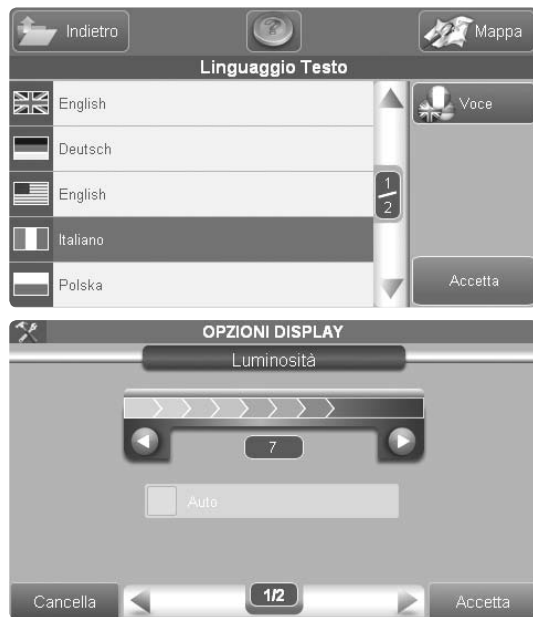 Indietro
Mappa
Linguaggio Testo
English
Voce
Deutsch
English
1
2
Italiano
Polska
Accetta
OPZIONI DISPLAY
Luminosità
7
Auto
Cancella
1/2
Accetta